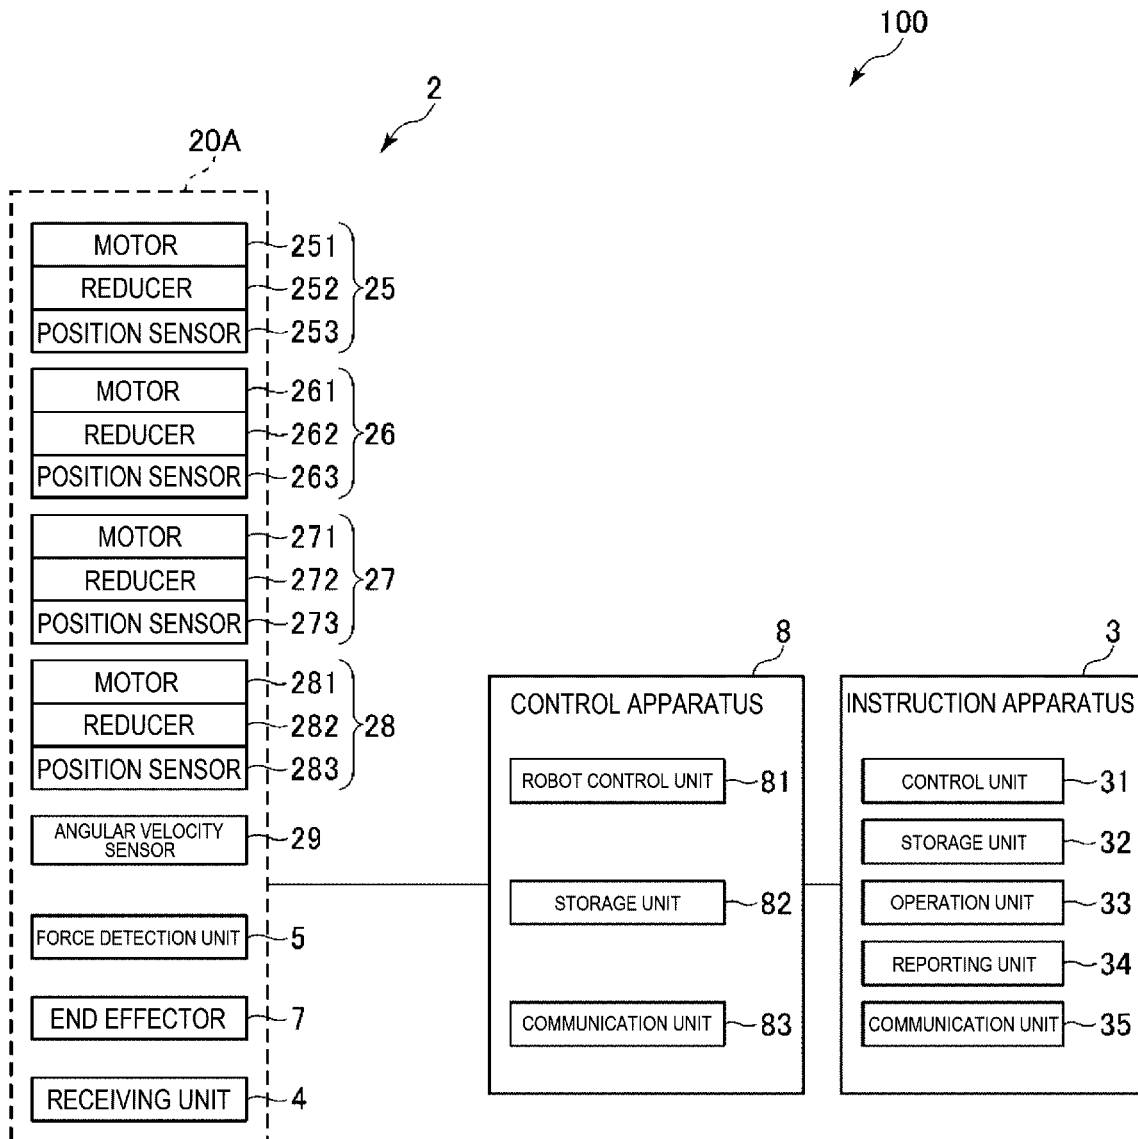 100
2
20A
MOTOR 251
REDUCER 252 25
POSITION SENSOR 253
MOTOR 261
REDUCER 262 26
POSITION SENSOR 263
MOTOR 271
REDUCER 272 27
POSITION SENSOR 273
MOTOR 281
REDUCER 282 28
POSITION SENSOR 283
ANGULAR VELOCITY
SENSOR
29
FORCE DETECTION UNIT 5
END EFFECTOR 7
RECEIVING UNIT 4
8
CONTROL APPARATUS
ROBOT CONTROL UNIT 81
STORAGE UNIT 82
COMMUNICATION UNIT 83
3
INSTRUCTION APPARATUS
CONTROL UNIT 31
STORAGE UNIT 32
OPERATION UNIT 33
REPORTING UNIT 34
COMMUNICATION UNIT 35